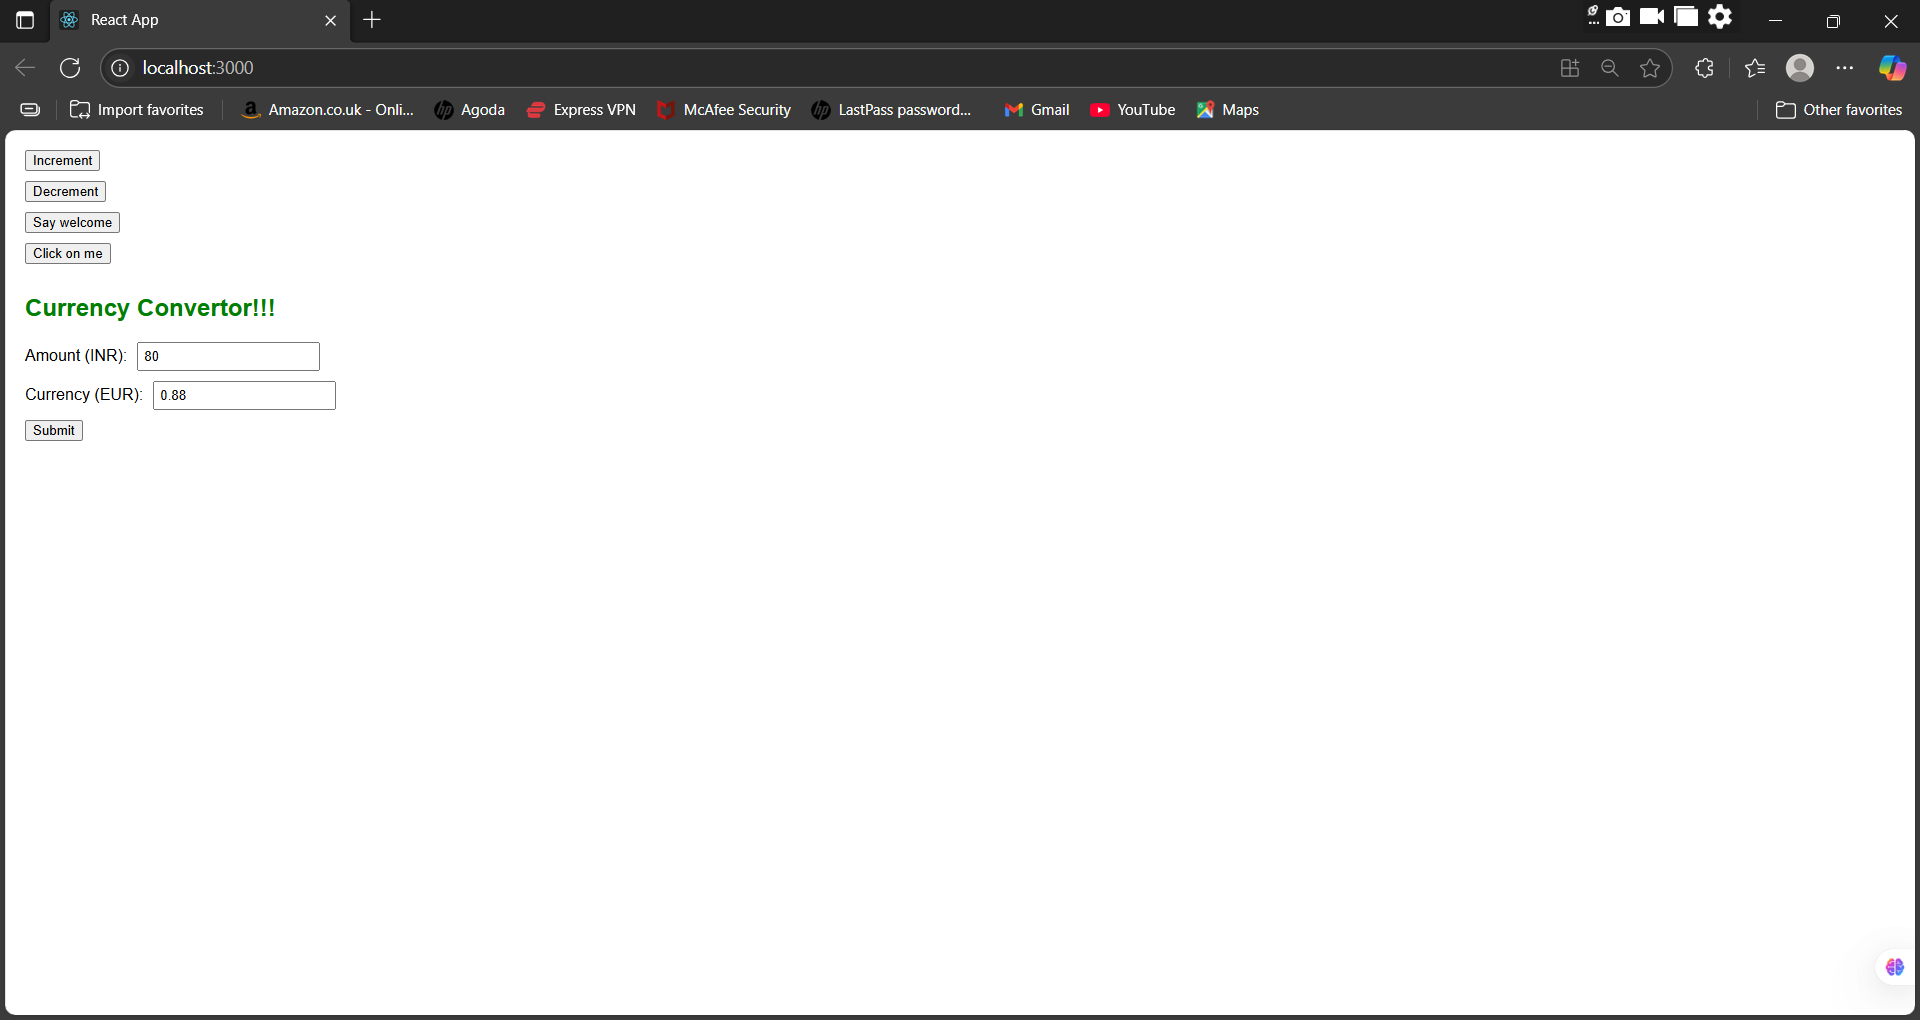 React App
localhost:3000
Import favorites Amazon.co.uk - Onli... Agoda Express VPN McAfee Security LastPass password... Gmail YouTube Maps Other favorites
Increment
Decrement
Say welcome
Click on me
Currency Convertor!!!
Amount (INR): 80
Currency (EUR): 0.88
Submit